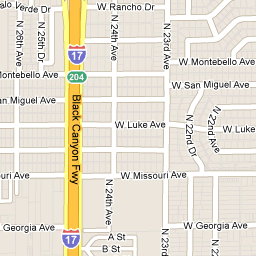 alo Verde Dr
W Rancho Dr
N 26th Ave
N 25th Dr
N 24th Ave
N 23rd Ave
17
Montebello Ave
W Montebello Ave
204
W San Miguel Ave
San Miguel Ave
Black Canyon Fwy
W Luke Ave
N 22nd Dr
N 22nd Ave
W Luke
ouri Ave
W Missouri Ave
N 24th Ave
N 23rd Ave
W Georgia Ave
W Georgia Ave
17
A St
B St